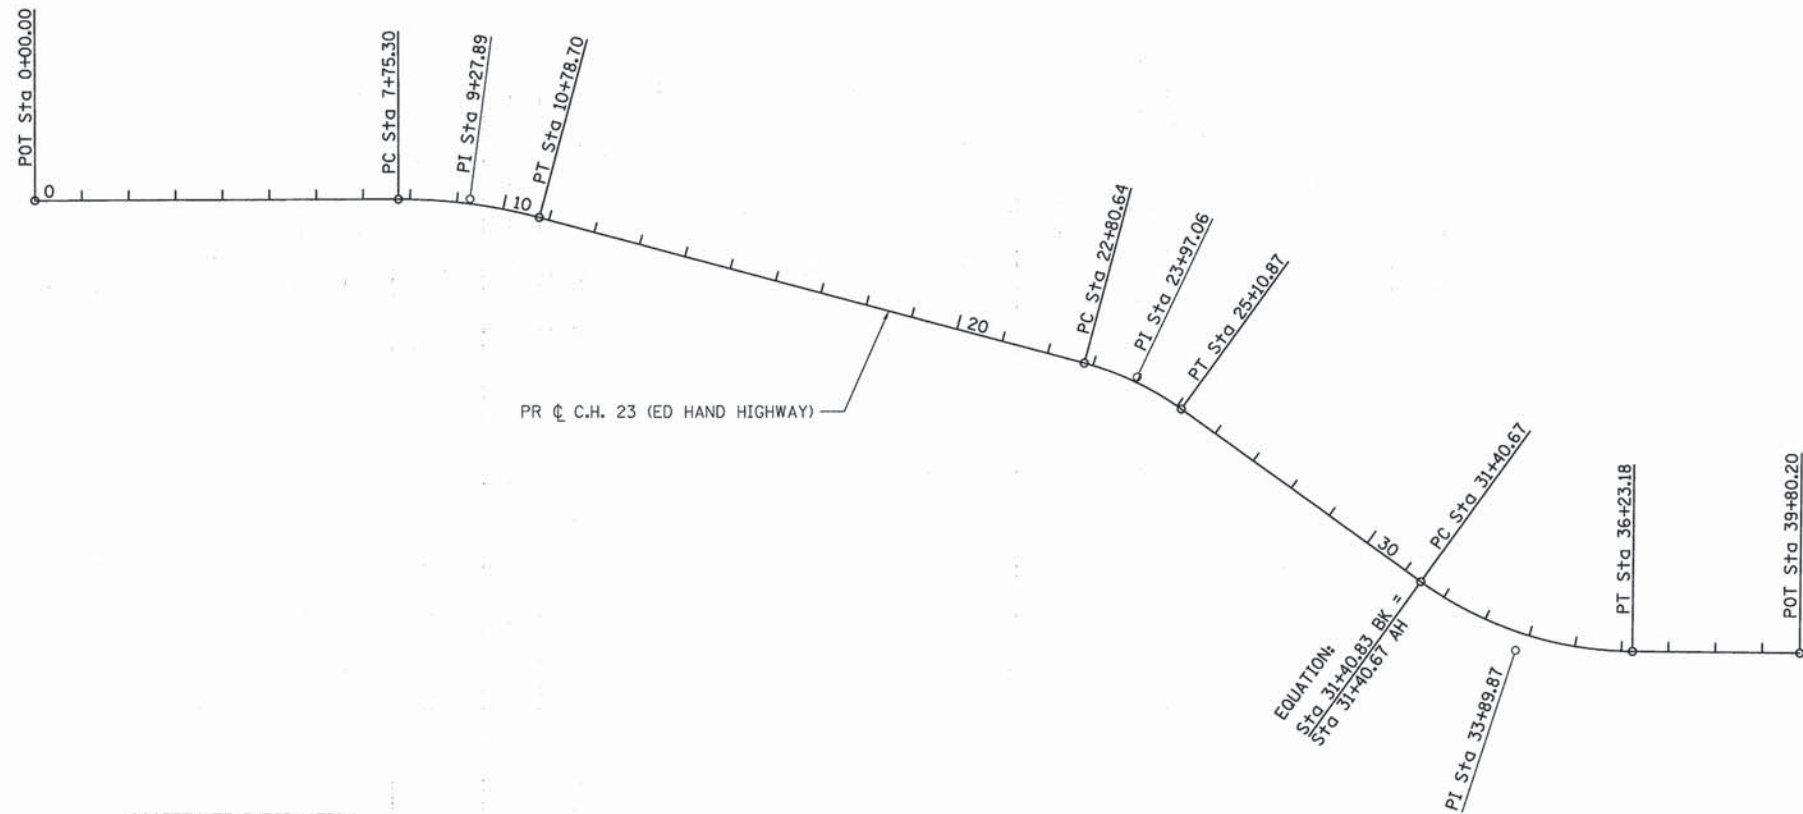 POT Sta 0+00.00
0
PC Sta 7+75.30
PI Sta 9+27.89
10
PT Sta 10+78.70
20
PC Sta 22+80.64
PI Sta 23+97.06
PT Sta 25+10.87
PR ℄ C.H. 23 (ED HAND HIGHWAY)
30
PC Sta 31+40.67
EQUATION:
Sta 31+40.83 BK =
Sta 31+40.67 AH
PI Sta 33+89.87
PT Sta 36+23.18
POT Sta 39+80.20